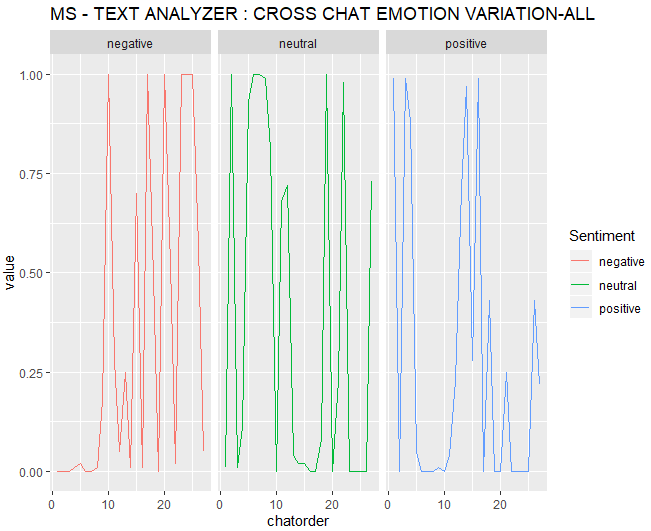 MS - TEXT ANALYZER : CROSS CHAT EMOTION VARIATION-ALL
negative neutral positive
1.00
0.75
0.50
0.25
0.00
value
0 10 20 0 10 20 0 10 20
chatorder
Sentiment
negative
neutral
positive